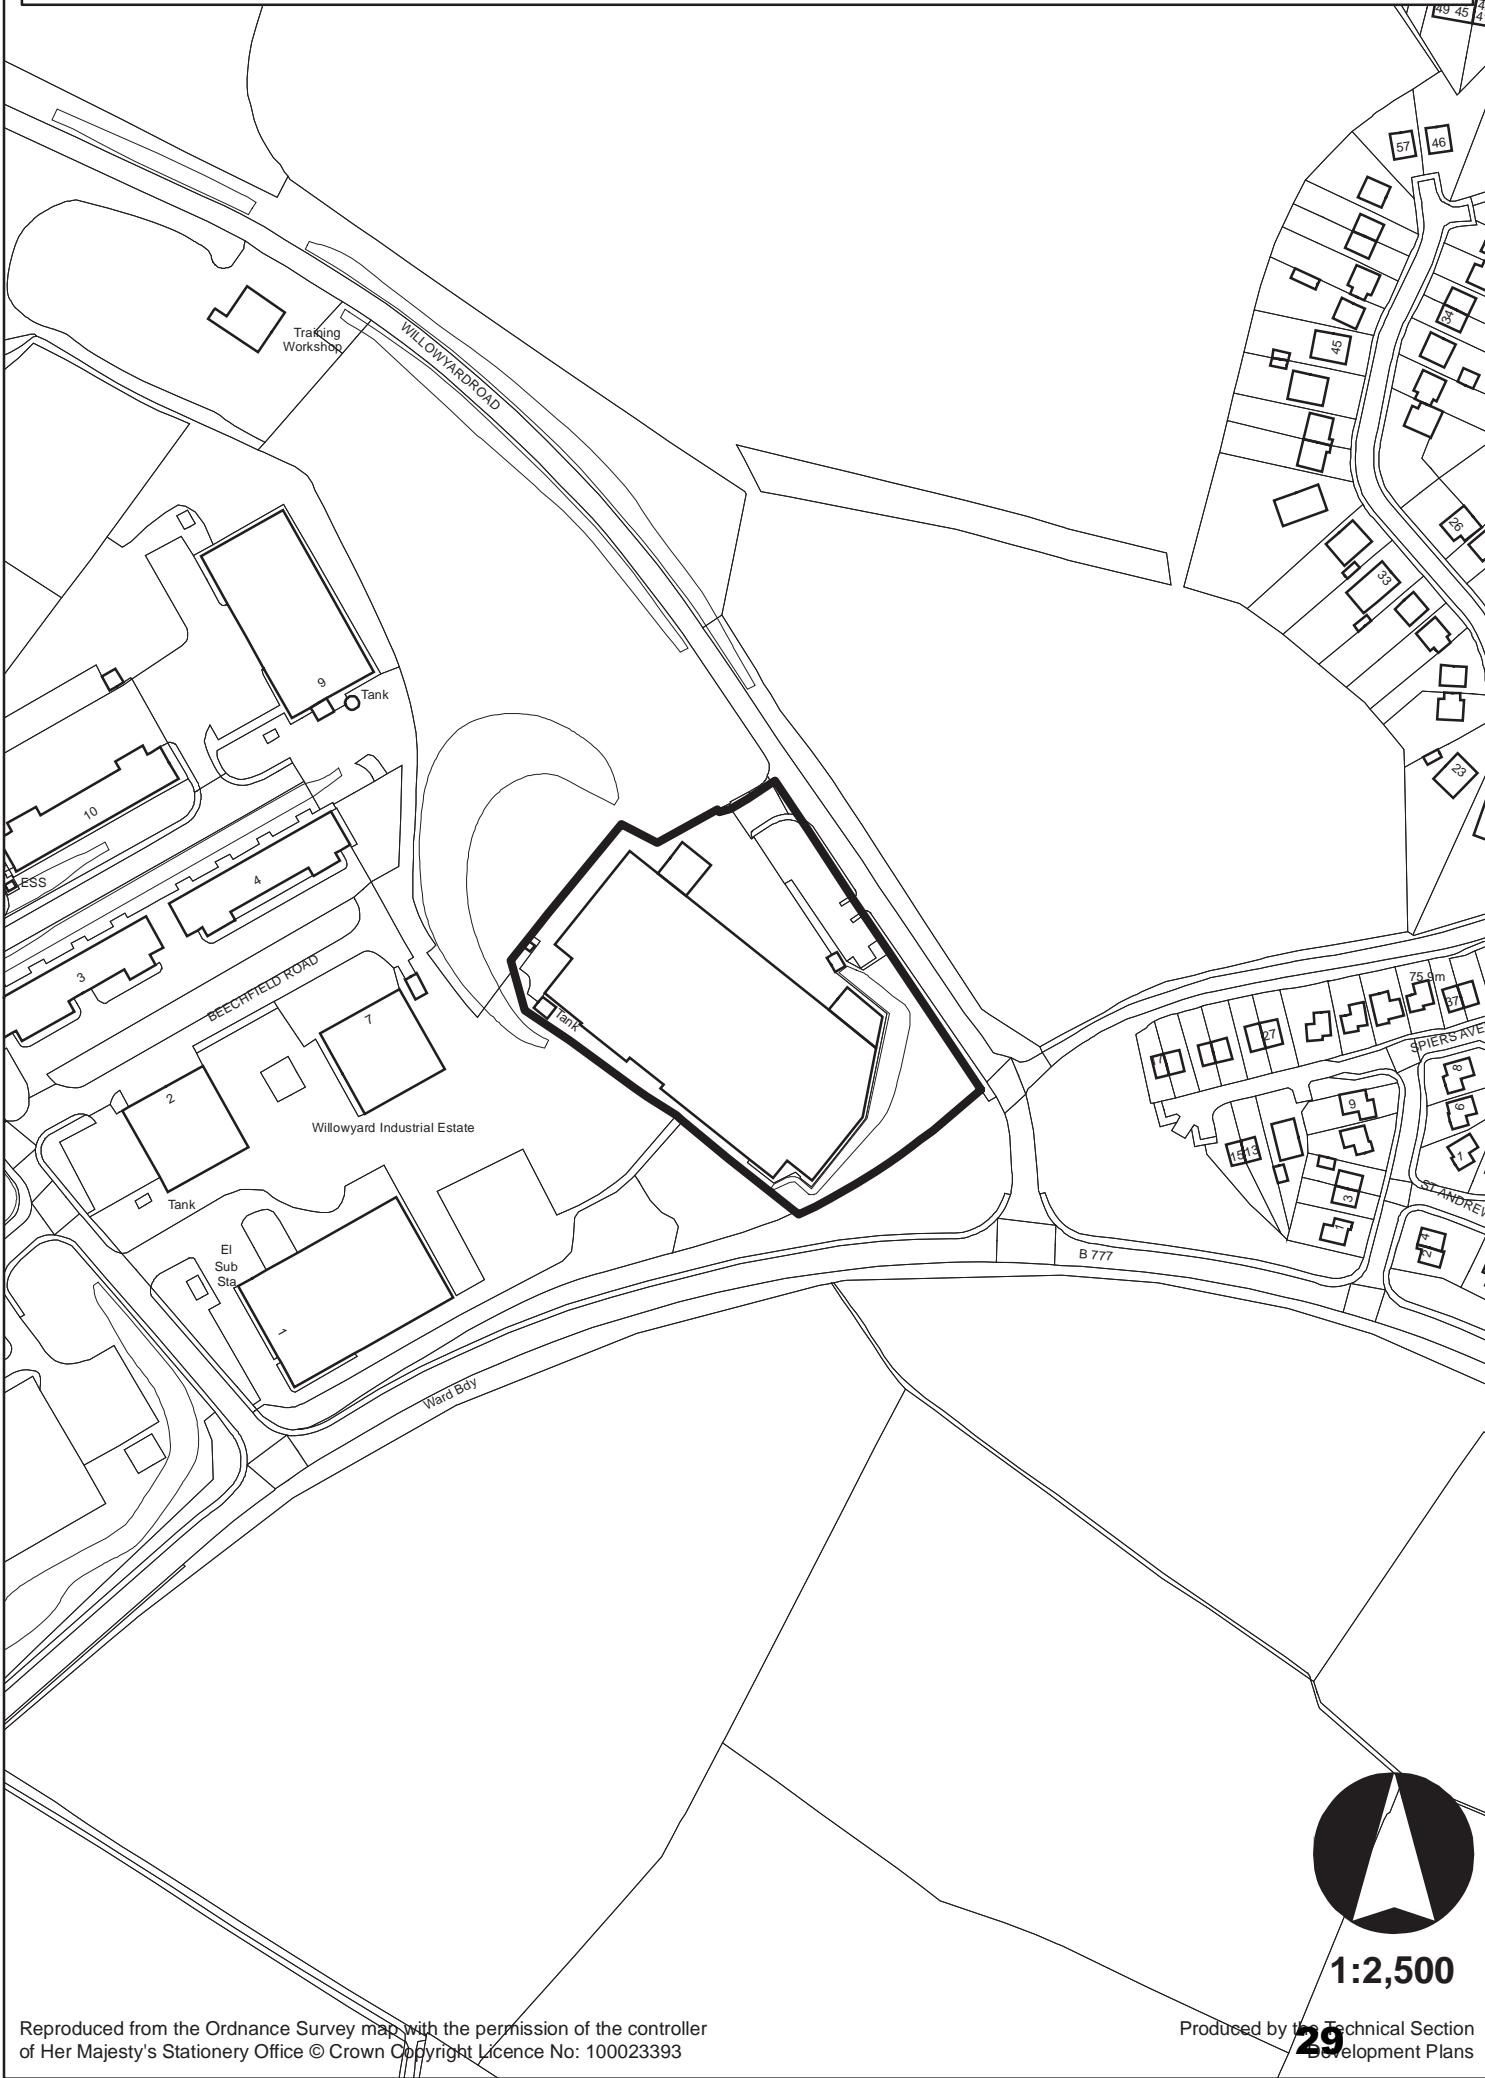 49 45
57
46
Training
Workshop
WILLOWYARDROAD
34
45
26
33
9
Tank
23
10
ESS
4
3
BEECHFIELD ROAD
75.9m
37
27
SPIERS AVE
7
Tank
2
8
6
9
1
Willowyard Industrial Estate
15 13
3
1
ST ANDREW
Tank
El
Sub
Sta
B 777
2 4
1
Ward Bdy
1:2,500
Reproduced from the Ordnance Survey map with the permission of the controller
of Her Majesty's Stationery Office © Crown Copyright Licence No: 100023393
Produced by the Technical Section
Development Plans
29